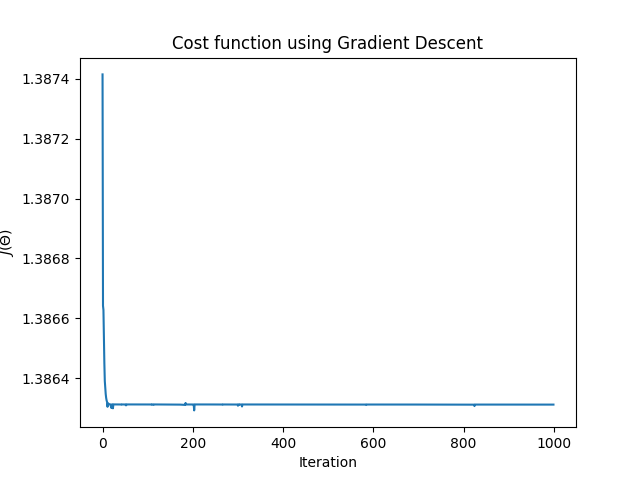 Cost function using Gradient Descent
1.3874
1.3872
1.3870
1.3868
1.3866
1.3864
J(Θ)
0 200 400 600 800 1000
Iteration